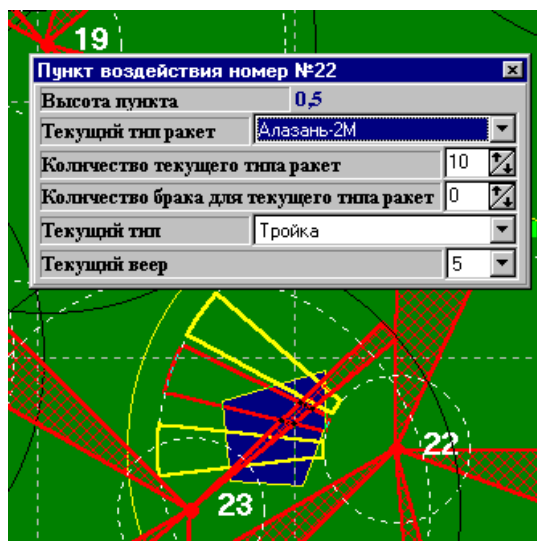 19
Пункт воздействия номер №22
Высота пункта 0,5
Текущий тип ракет Алазань-2М
Количество текущего типа ракет 10
Количество брака для текущего типа ракет 0
Текущий тип Тройка
Текущий веер 5
22
23